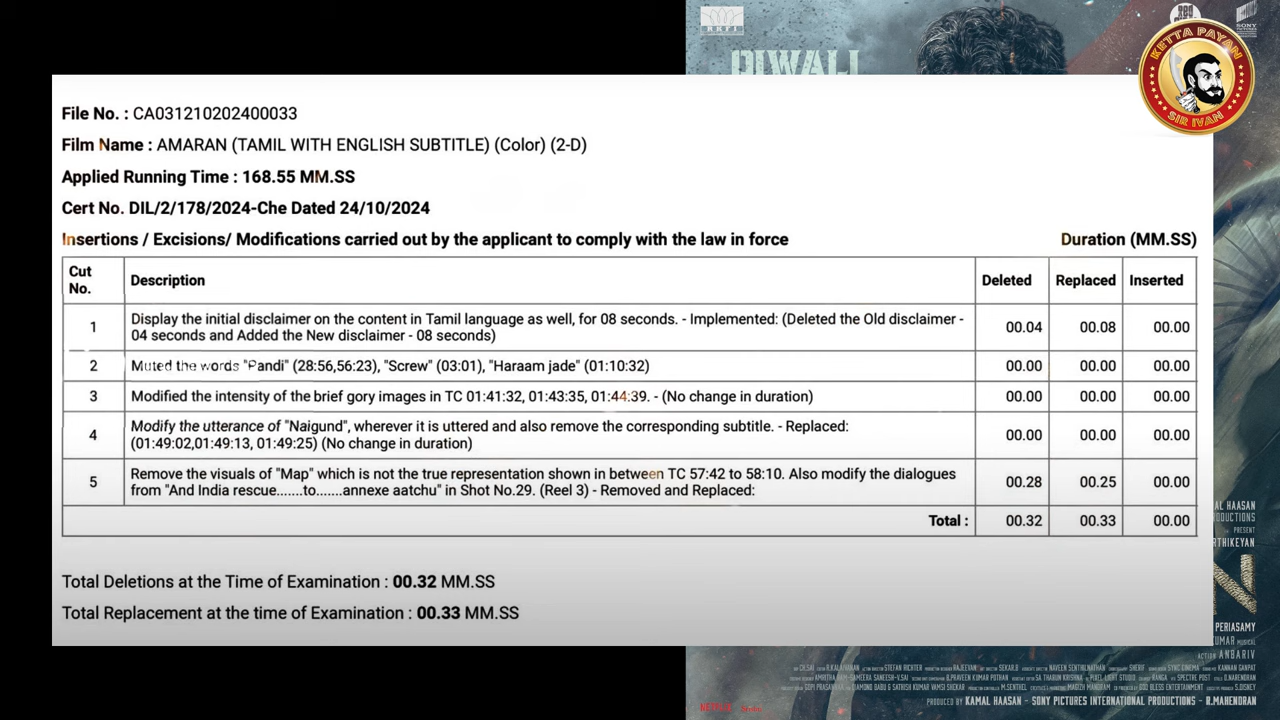 DIWALI
SONY
PICTURES
KETTA PAYAN
SIR IVAN
File No. : CA031210202400033
Film Name : AMARAN (TAMIL WITH ENGLISH SUBTITLE) (Color) (2-D)
Applied Running Time : 168.55 MM.SS
Cert No. DIL/2/178/2024-Che Dated 24/10/2024
Insertions / Excisions/ Modifications carried out by the applicant to comply with the law in force Duration (MM.SS)
Cut No. Description Deleted Replaced Inserted
1 Display the initial disclaimer on the content in Tamil language as well, for 08 seconds. - Implemented: (Deleted the Old disclaimer -
04 seconds and Added the New disclaimer - 08 seconds) 00.04 00.08 00.00
2 Muted the words "Pandi" (28:56,56:23), "Screw" (03:01), "Haraam jade" (01:10:32) 00.00 00.00 00.00
3 Modified the intensity of the brief gory images in TC 01:41:32, 01:43:35, 01:44:39. - (No change in duration) 00.00 00.00 00.00
4 Modify the utterance of "Naigund", wherever it is uttered and also remove the corresponding subtitle. - Replaced:
(01:49:02,01:49:13, 01:49:25) (No change in duration) 00.00 00.00 00.00
5 Remove the visuals of "Map" which is not the true representation shown in between TC 57:42 to 58:10. Also modify the dialogues
from "And India rescue.......to.......annexe aatchu" in Shot No.29. (Reel 3) - Removed and Replaced: 00.28 00.25 00.00
Total : 00.32 00.33 00.00
Total Deletions at the Time of Examination : 00.32 MM.SS
Total Replacement at the time of Examination : 00.33 MM.SS
AL HAASAN
ODUCTIONS
PRESENT
RTHIKEYAN
N
PERIASAMY
KUMAR MUSICAL
ACTION ANBARIV
NETFLIX
PRODUCED BY KAMAL HAASAN - SONY PICTURES INTERNATIONAL PRODUCTIONS - R.MAHENDRAN